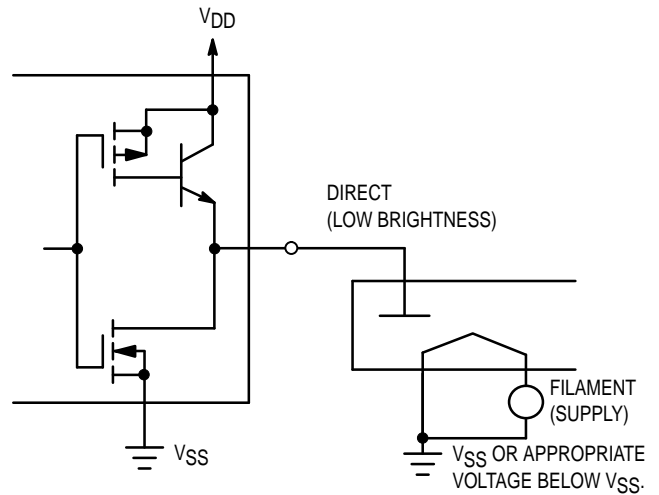 VDD
DIRECT
(LOW BRIGHTNESS)
FILAMENT
(SUPPLY)
VSS
VSS OR APPROPRIATE
VOLTAGE BELOW VSS.